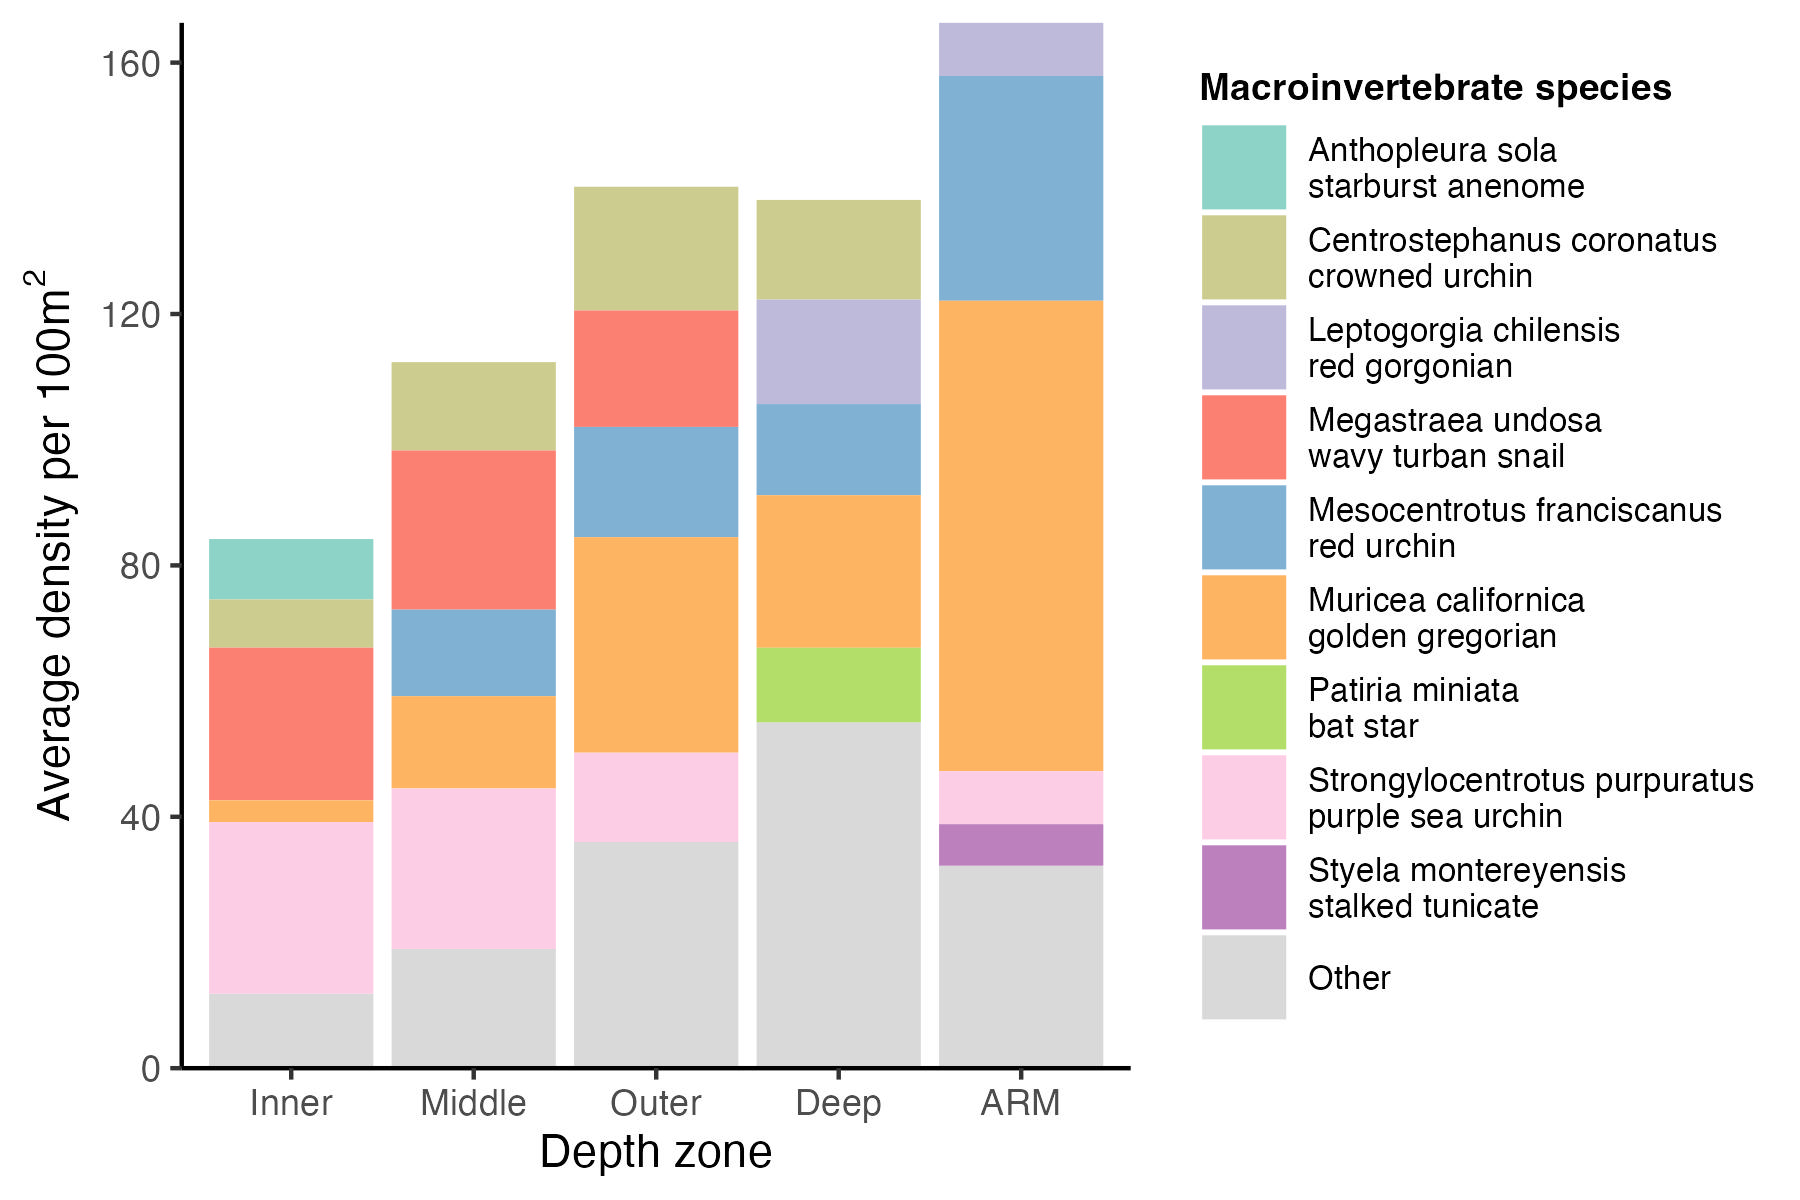 160
120
80
40
0
Average density per 100m²
Inner Middle Outer Deep ARM
Depth zone
Macroinvertebrate species
Anthopleura sola
starburst anenome
Centrostephanus coronatus
crowned urchin
Leptogorgia chilensis
red gorgonian
Megastraea undosa
wavy turban snail
Mesocentrotus franciscanus
red urchin
Muricea californica
golden gregorian
Patiria miniata
bat star
Strongylocentrotus purpuratus
purple sea urchin
Styela montereyensis
stalked tunicate
Other